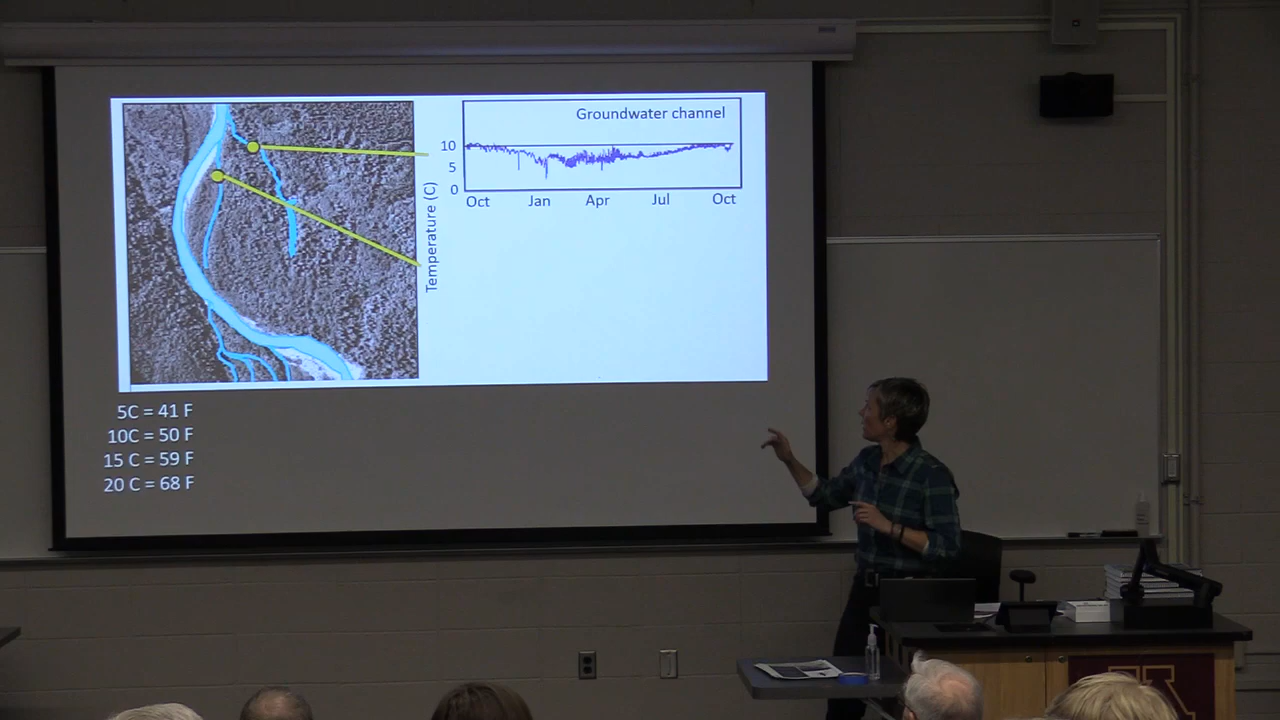 Groundwater channel
10
5
0
Temperature (C)
Oct Jan Apr Jul Oct
5C = 41 F
10C = 50 F
15 C = 59 F
20 C = 68 F